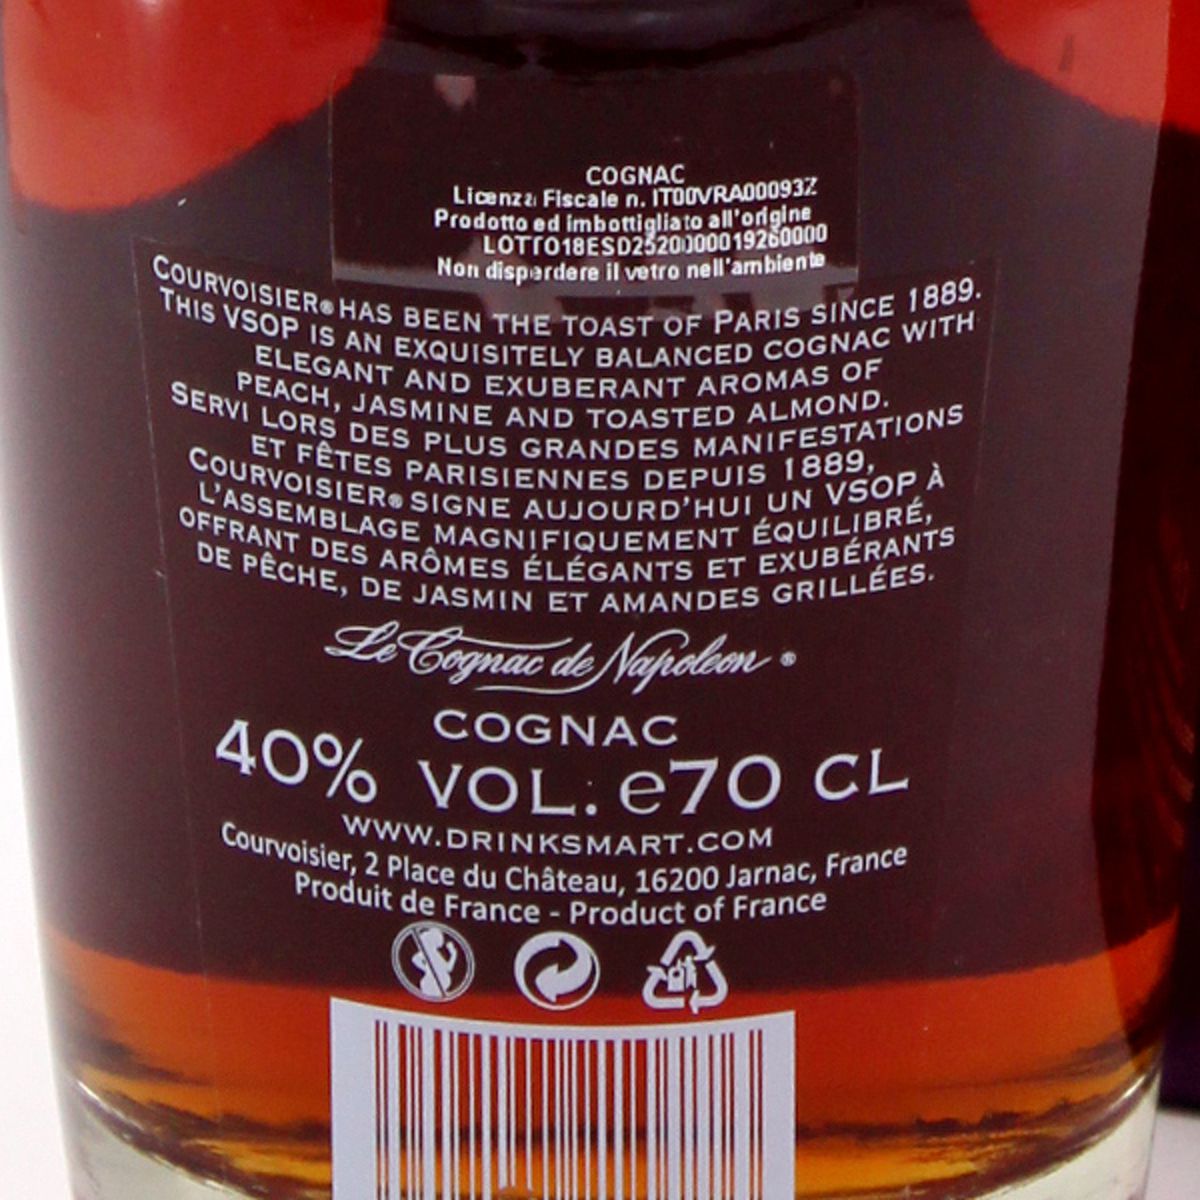 COGNAC
Licenza Fiscale n. IT00VRA00093Z
Prodotto ed imbottigliato all'origine
Non disperdere il vetro nell'ambiente
COURVOISIER® HAS BEEN THE TOAST OF PARIS SINCE 1889.
THIS VSOP IS AN EXQUISITELY BALANCED COGNAC WITH
ELEGANT AND EXUBERANT AROMAS OF
PEACH, JASMINE AND TOASTED ALMOND.
SERVI LORS DES PLUS GRANDES MANIFESTATIONS
ET FÊTES PARISIENNES DEPUIS 1889,
COURVOISIER® SIGNE AUJOURD'HUI UN VSOP À
L'ASSEMBLAGE MAGNIFIQUEMENT ÉQUILIBRÉ,
OFFRANT DES ARÔMES ÉLÉGANTS ET EXUBÉRANTS
DE PÊCHE, DE JASMIN ET AMANDES GRILLÉES.
Le Cognac de Napoleon ®
COGNAC
40% VOL. e70 CL
WWW.DRINKSMART.COM
Courvoisier, 2 Place du Château, 16200 Jarnac, France
Produit de France - Product of France